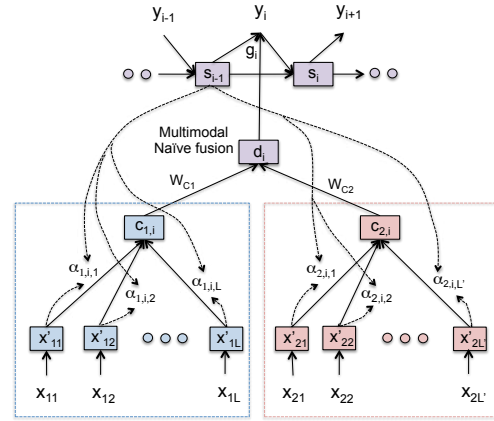 y_{i-1} y_i y_{i+1}
g_i
s_{i-1} s_i
Multimodal
Naïve fusion
d_i
W_{C1} W_{C2}
c_{1,i} c_{2,i}
α_{1,i,1} α_{1,i,2} α_{1,i,L} α_{2,i,1} α_{2,i,2} α_{2,i,L'}
x'_{11} x'_{12} x'_{1L} x'_{21} x'_{22} x'_{2L'}
x_{11} x_{12} x_{1L} x_{21} x_{22} x_{2L'}